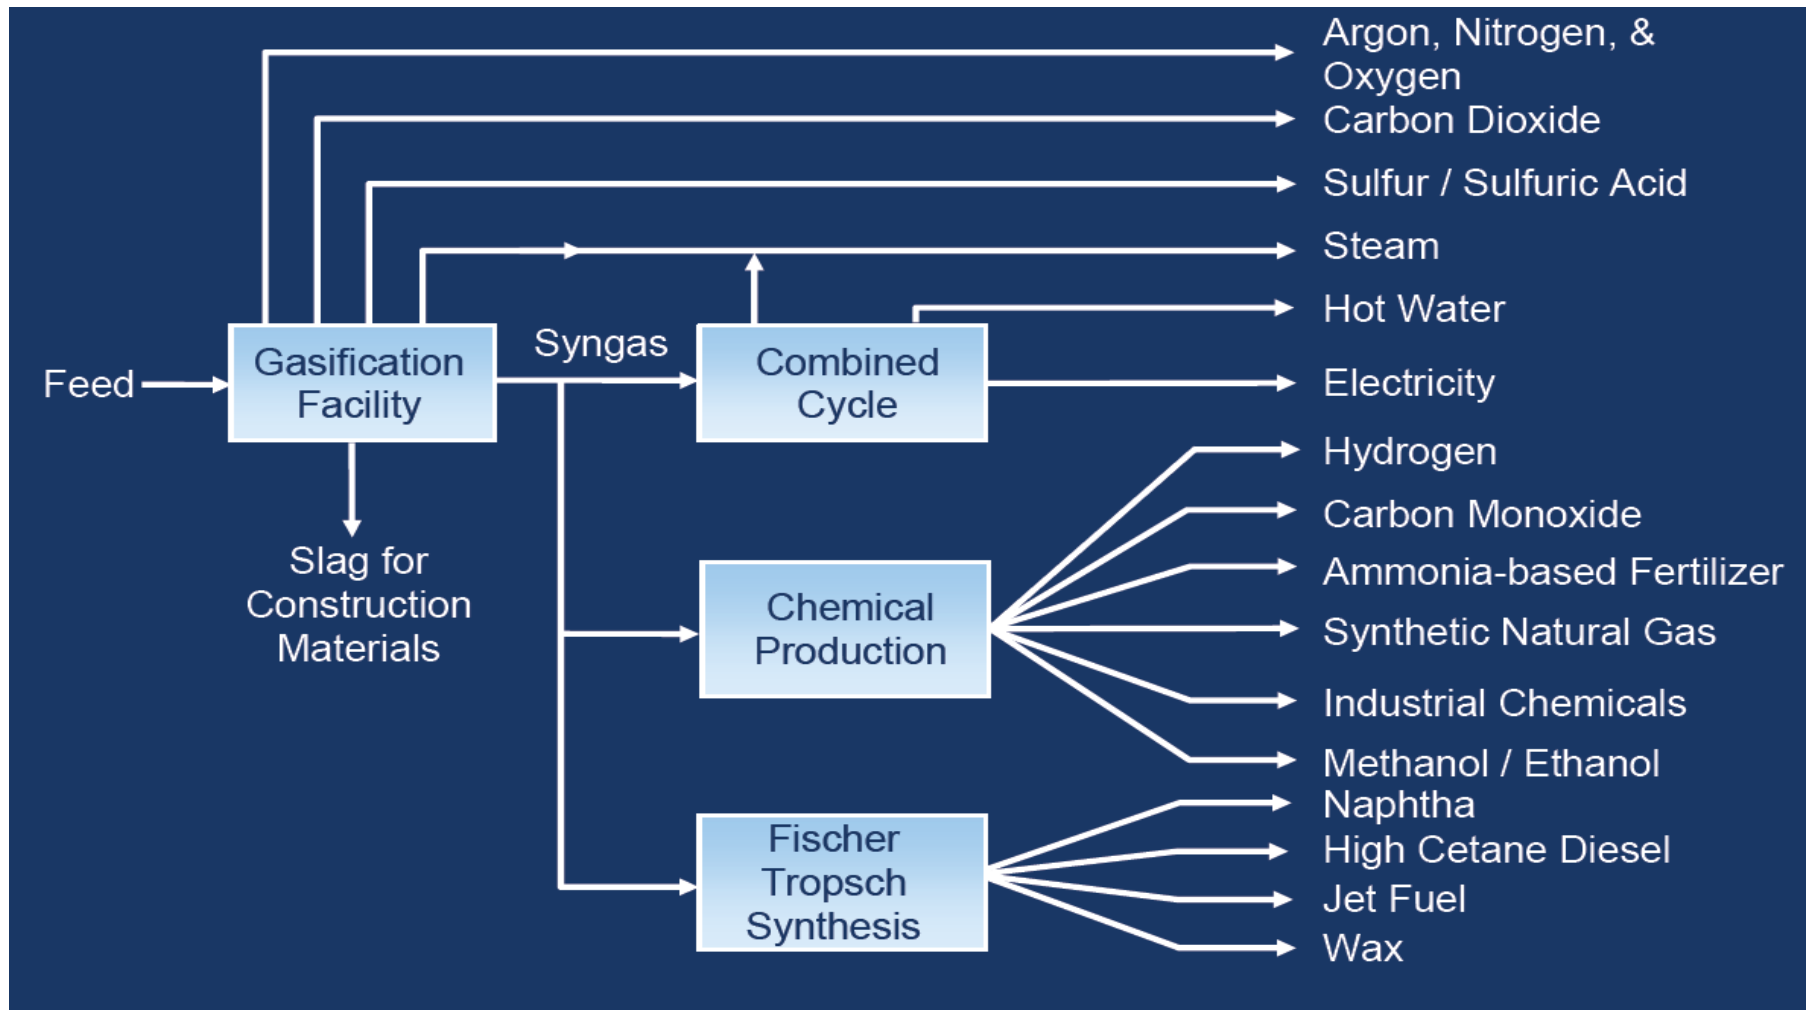 Argon, Nitrogen, &
Oxygen
Carbon Dioxide
Sulfur / Sulfuric Acid
Steam
Hot Water
Feed
Gasification
Facility
Syngas
Combined
Cycle
Electricity
Hydrogen
Carbon Monoxide
Slag for
Construction
Materials
Chemical
Production
Ammonia-based Fertilizer
Synthetic Natural Gas
Industrial Chemicals
Methanol / Ethanol
Fischer
Tropsch
Synthesis
Naphtha
High Cetane Diesel
Jet Fuel
Wax